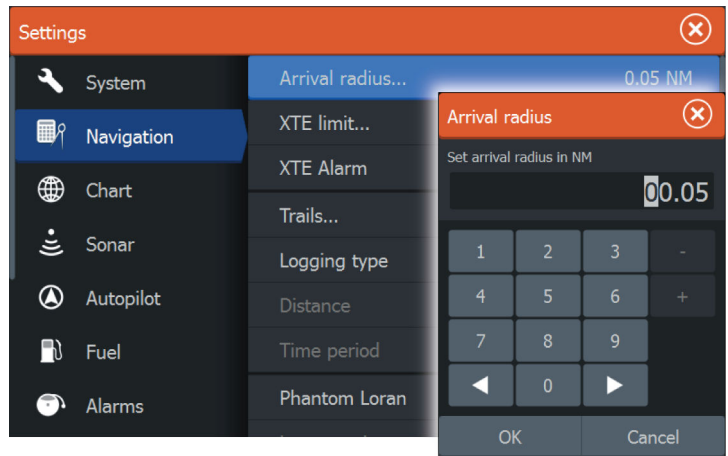 Settings
System
Navigation
Chart
Sonar
Autopilot
Fuel
Alarms
Arrival radius... 0.05 NM
XTE limit...
XTE Alarm
Trails...
Logging type
Distance
Time period
Phantom Loran
Arrival radius
Set arrival radius in NM
00.05
1 2 3 -
4 5 6 +
7 8 9
0
OK Cancel